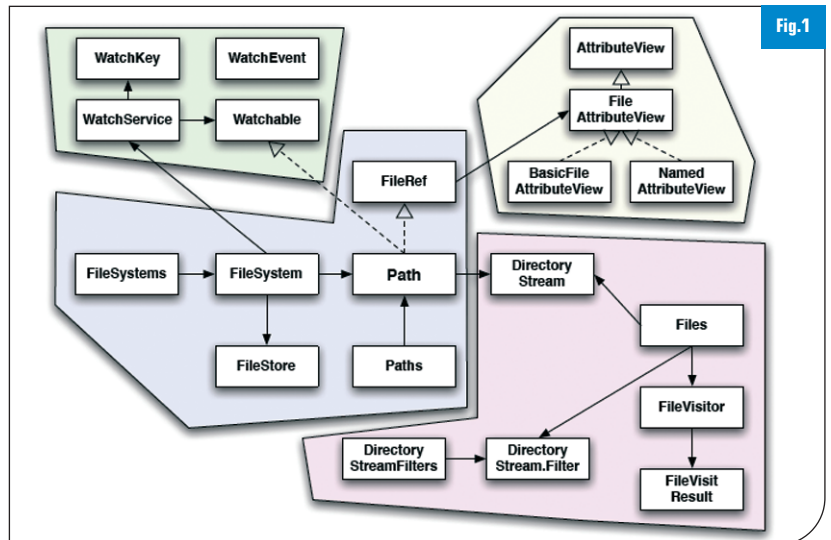 Fig.1
WatchKey
WatchEvent
WatchService
Watchable
AttributeView
File
AttributeView
BasicFile
AttributeView
Named
AttributeView
FileRef
FileSystems
FileSystem
Path
FileStore
Paths
Directory
Stream
Files
FileVisitor
Directory
StreamFilters
Directory
Stream.Filter
FileVisit
Result